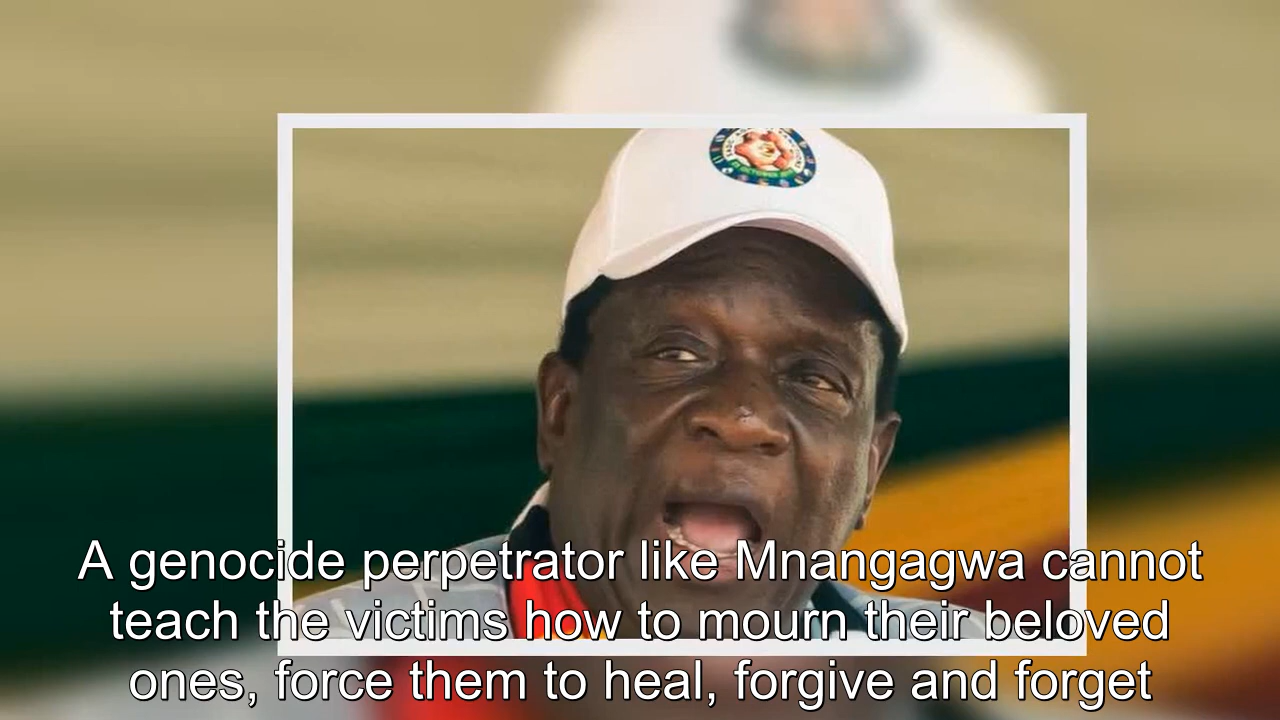 A genocide perpetrator like Mnangagwa cannot
teach the victims how to mourn their beloved
ones, force them to heal, forgive and forget